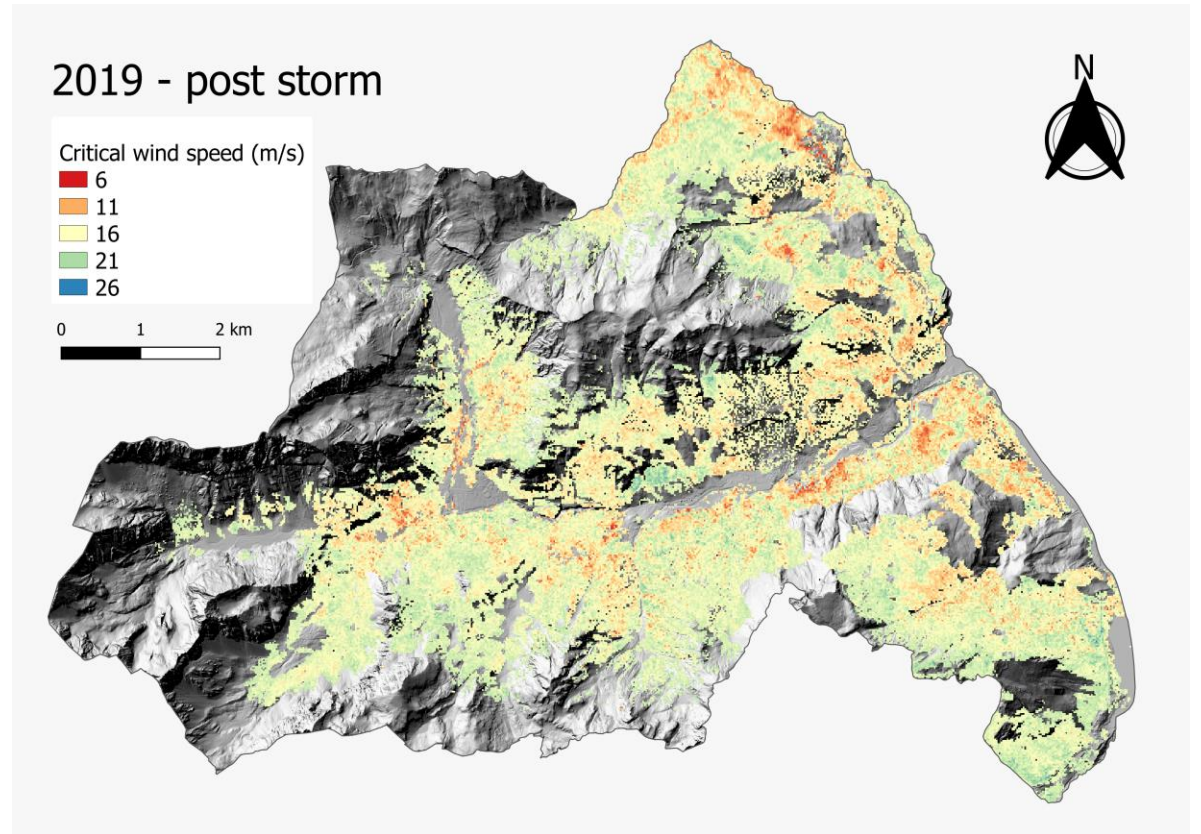 2019 - post storm
N
Critical wind speed (m/s)
6
11
16
21
26
0 1 2 km